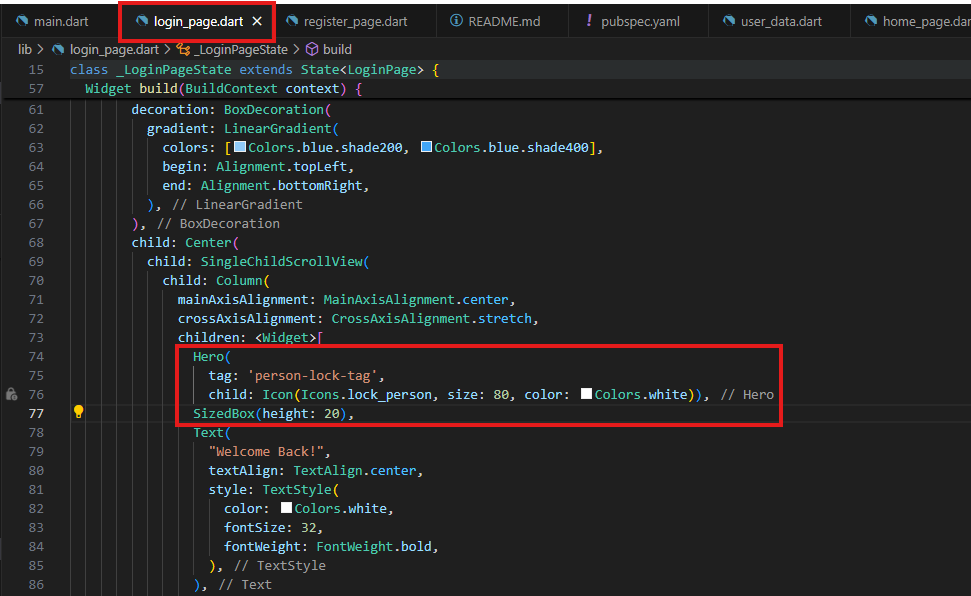 main.dart login_page.dart register_page.dart README.md pubspec.yaml user_data.dart home_page.dar
lib > login_page.dart > _LoginPageState > build
15 class _LoginPageState extends State<LoginPage> {
57 Widget build(BuildContext context) {
61 decoration: BoxDecoration(
62 gradient: LinearGradient(
63 colors: [Colors.blue.shade200, Colors.blue.shade400],
64 begin: Alignment.topLeft,
65 end: Alignment.bottomRight,
66 ), // LinearGradient
67 ), // BoxDecoration
68 child: Center(
69 child: SingleChildScrollView(
70 child: Column(
71 mainAxisAlignment: MainAxisAlignment.center,
72 crossAxisAlignment: CrossAxisAlignment.stretch,
73 children: <Widget>[
74 Hero(
75 tag: 'person-lock-tag',
76 child: Icon(Icons.lock_person, size: 80, color: Colors.white)), // Hero
77 SizedBox(height: 20),
78 Text(
79 "Welcome Back!",
80 textAlign: TextAlign.center,
81 style: TextStyle(
82 color: Colors.white,
83 fontSize: 32,
84 fontWeight: FontWeight.bold,
85 ), // TextStyle
86 ), // Text